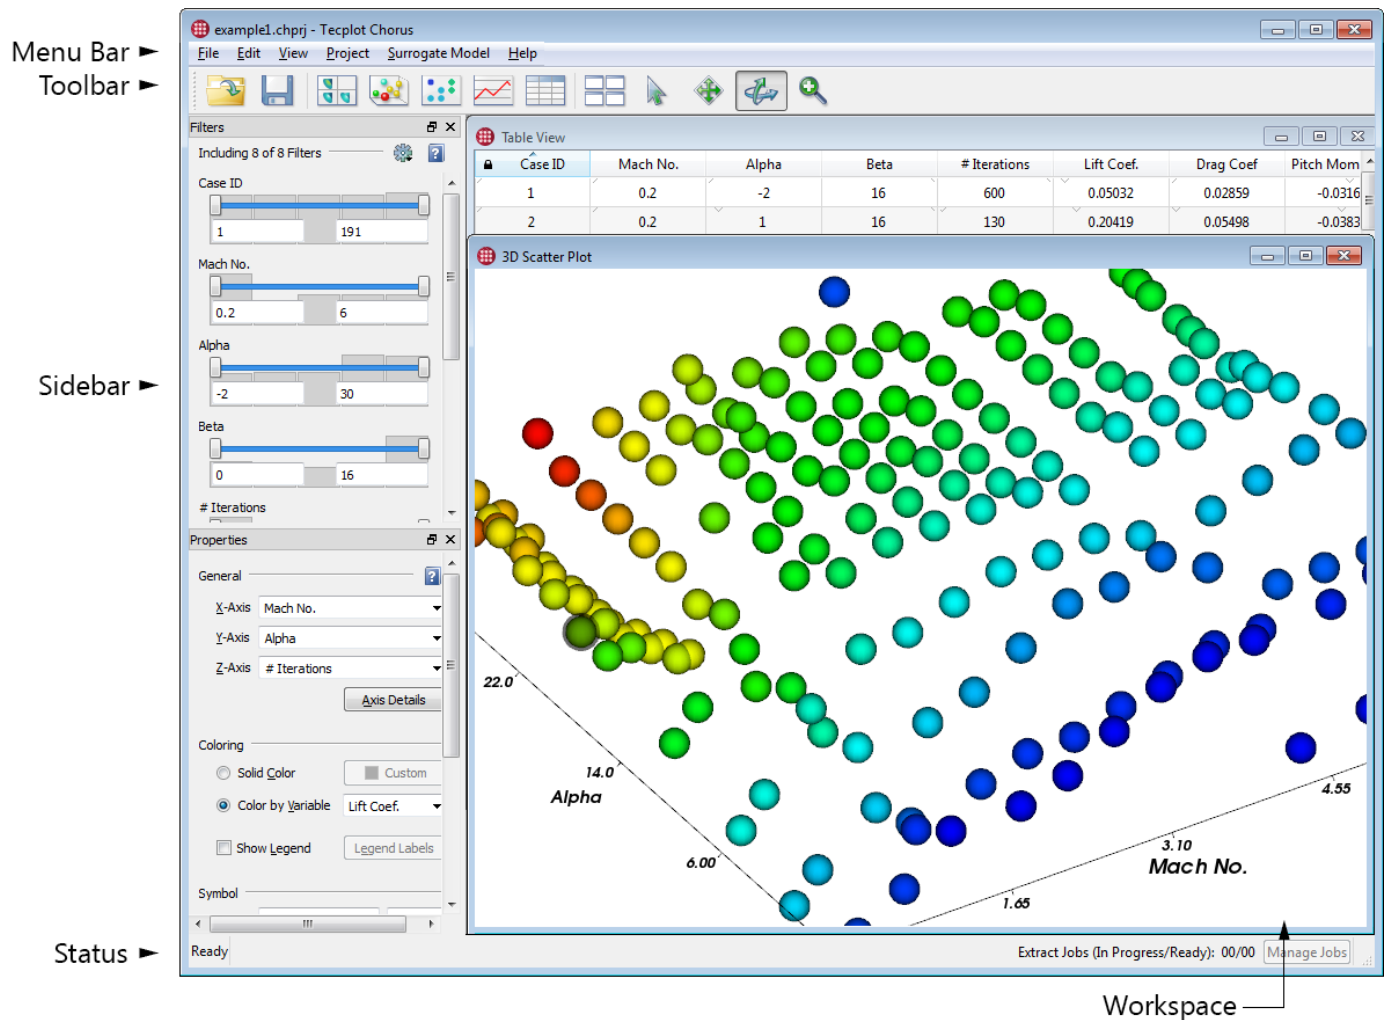 example1.chprj - Tecplot Chorus
Menu Bar
File Edit View Project Surrogate Model Help
Toolbar
Filters
Including 8 of 8 Filters
Case ID
1 191
Mach No.
0.2 6
Alpha
-2 30
Sidebar
Beta
0 16
# Iterations
Properties
General
X-Axis Mach No.
Y-Axis Alpha
Z-Axis # Iterations
Axis Details
Coloring
Solid Color Custom
Color by Variable Lift Coef.
Show Legend Legend Labels
Symbol
Table View
Case ID Mach No. Alpha Beta # Iterations Lift Coef. Drag Coef Pitch Mom
1 0.2 -2 16 600 0.05032 0.02859 -0.0316
2 0.2 1 16 130 0.20419 0.05498 -0.0383
3D Scatter Plot
22.0
14.0
Alpha
6.00
4.55
3.10
Mach No.
1.65
Status
Ready
Extract Jobs (In Progress/Ready): 00/00 Manage Jobs
Workspace